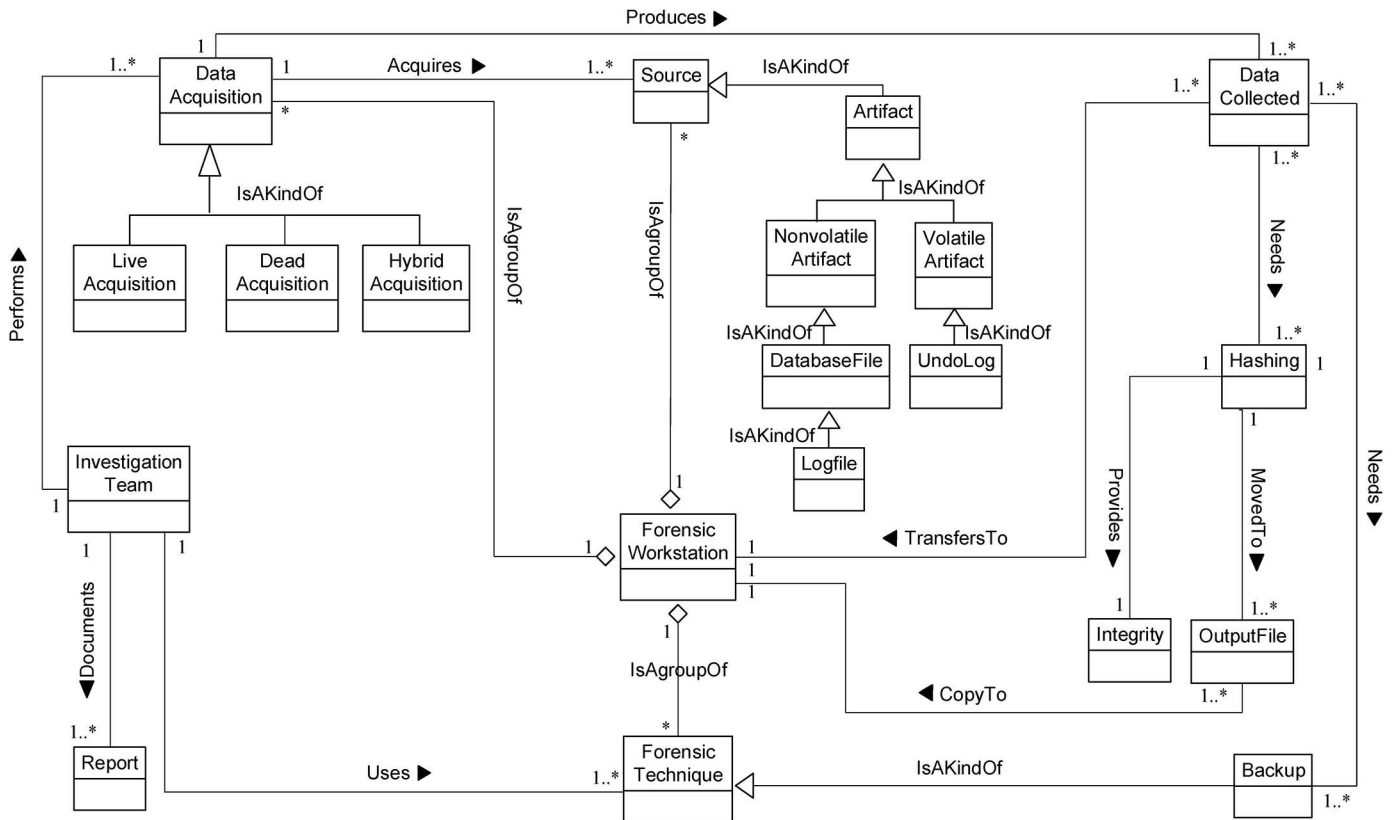 Produces ▶
1
1..*
1..*
Data
Acquisition
1
Acquires ▶
1..*
Source
IsAKindOf
1..*
Data
Collected
1..*
*
*
Artifact
1..*
IsAKindOf
IsAKindOf
IsAgroupOf
IsAgroupOf
Nonvolatile
Artifact
Volatile
Artifact
Needs ▶
Live
Acquisition
Dead
Acquisition
Hybrid
Acquisition
Performs ▶
IsAKindOf
IsAKindOf
1..*
DatabaseFile
UndoLog
1
Hashing
1
1
IsAKindOf
Logfile
Investigation
Team
1
Provides ▶
MovedTo ▶
Needs ▶
1
1
1
1
Forensic
Workstation
1
◀ TransfersTo
1
1
1
Documents ▶
1
1..*
Integrity
OutputFile
IsAgroupOf
◀ CopyTo
1..*
1..*
*
Report
Uses ▶
1..*
Forensic
Technique
IsAKindOf
Backup
1..*